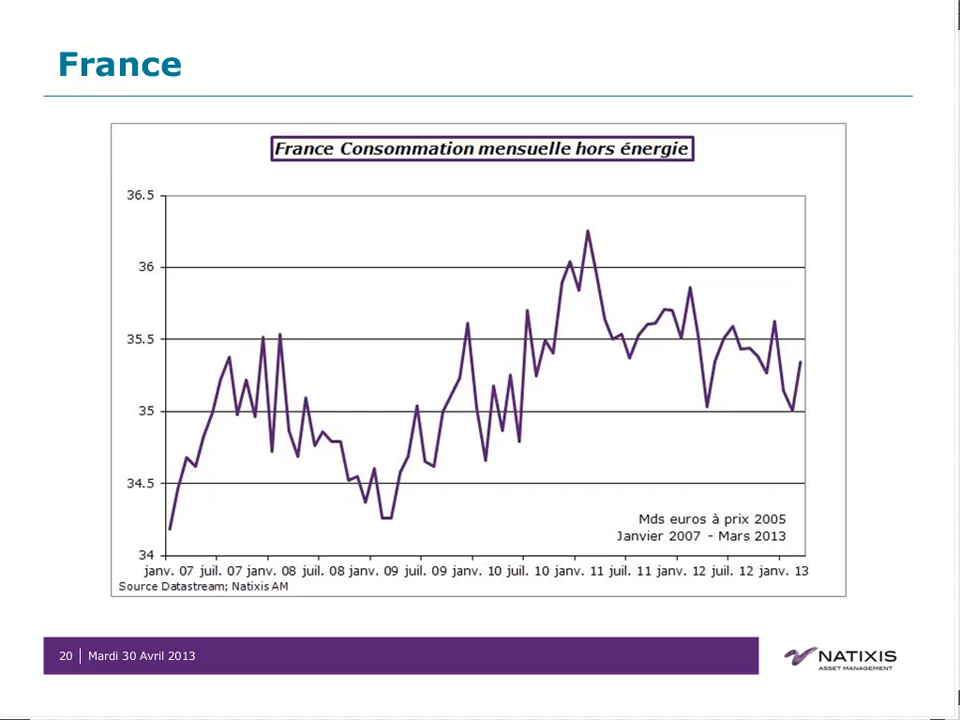 France
France Consommation mensuelle hors énergie
36.5
36
35.5
35
34.5
34
Mds euros à prix 2005
Janvier 2007 - Mars 2013
janv. 07 juil. 07 janv. 08 juil. 08 janv. 09 juil. 09 janv. 10 juil. 10 janv. 11 juil. 11 janv. 12 juil. 12 janv. 13
Source Datastream; Natixis AM
20 Mardi 30 Avril 2013
NATIXIS
ASSET MANAGEMENT